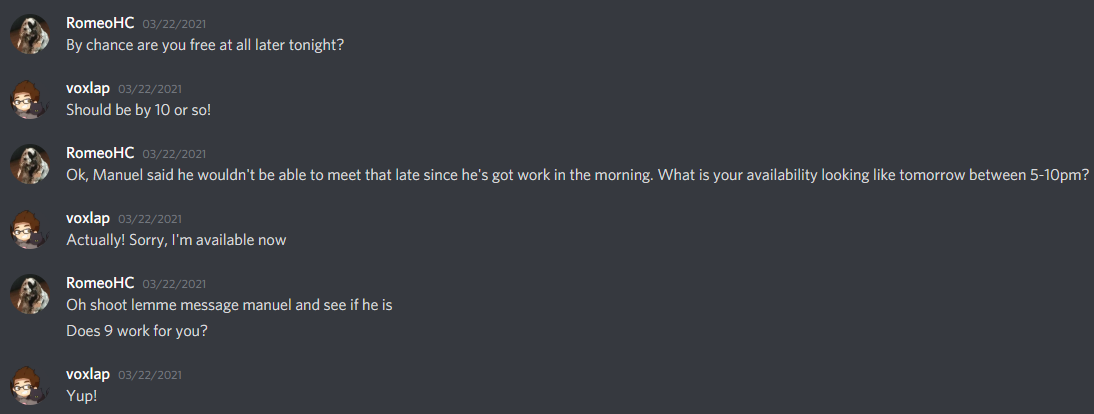 RomeoHC 03/22/2021
By chance are you free at all later tonight?
voxlap 03/22/2021
Should be by 10 or so!
RomeoHC 03/22/2021
Ok, Manuel said he wouldn't be able to meet that late since he's got work in the morning. What is your availability looking like tomorrow between 5-10pm?
voxlap 03/22/2021
Actually! Sorry, I'm available now
RomeoHC 03/22/2021
Oh shoot lemme message manuel and see if he is
Does 9 work for you?
voxlap 03/22/2021
Yup!